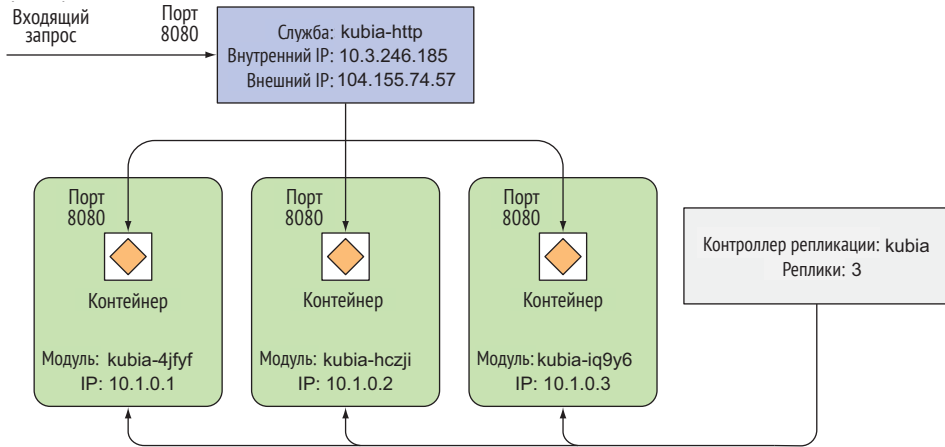 Входящий
запрос
Порт
8080
Служба: kubia-http
Внутренний IP: 10.3.246.185
Внешний IP: 104.155.74.57
Порт
8080
Контейнер
Модуль: kubia-4jfyf
IP: 10.1.0.1
Порт
8080
Контейнер
Модуль: kubia-hczji
IP: 10.1.0.2
Порт
8080
Контейнер
Модуль: kubia-iq9y6
IP: 10.1.0.3
Контроллер репликации: kubia
Реплики: 3